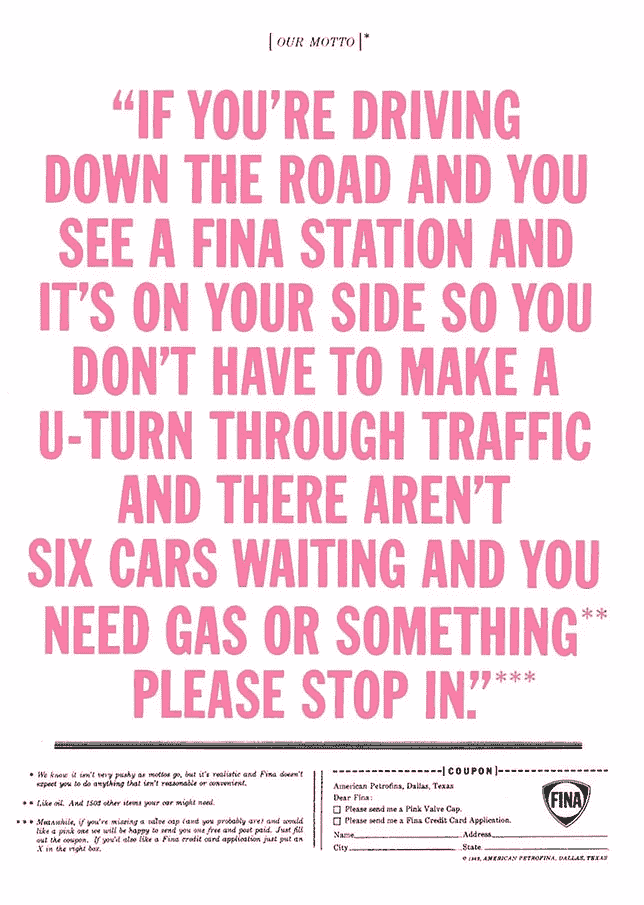 [OUR MOTTO]*
“IF YOU’RE DRIVING
DOWN THE ROAD AND YOU
SEE A FINA STATION AND
IT’S ON YOUR SIDE SO YOU
DON’T HAVE TO MAKE A
U-TURN THROUGH TRAFFIC
AND THERE AREN’T
SIX CARS WAITING AND YOU
NEED GAS OR SOMETHING**
PLEASE STOP IN.”***
* We know it isn't very pushy as mottos go, but it's realistic and Fina doesn't
expect you to do anything that isn't reasonable or convenient.
** Like oil. And 1502 other items your car might need.
*** Meanwhile, if you're missing a valve cap (and you probably are) and would
like a pink one we will be happy to send you one free and post paid. Just fill
out the coupon. If you'd also like a Fina credit card application just put an
X in the right box.
[COUPON]
American Petrofina, Dallas, Texas
Dear Fina:
Please send me a Pink Valve Cap.
Please send me a Fina Credit Card Application.
Name Address
City State
FINA
AMERICAN PETROFINA, DALLAS, TEXAS